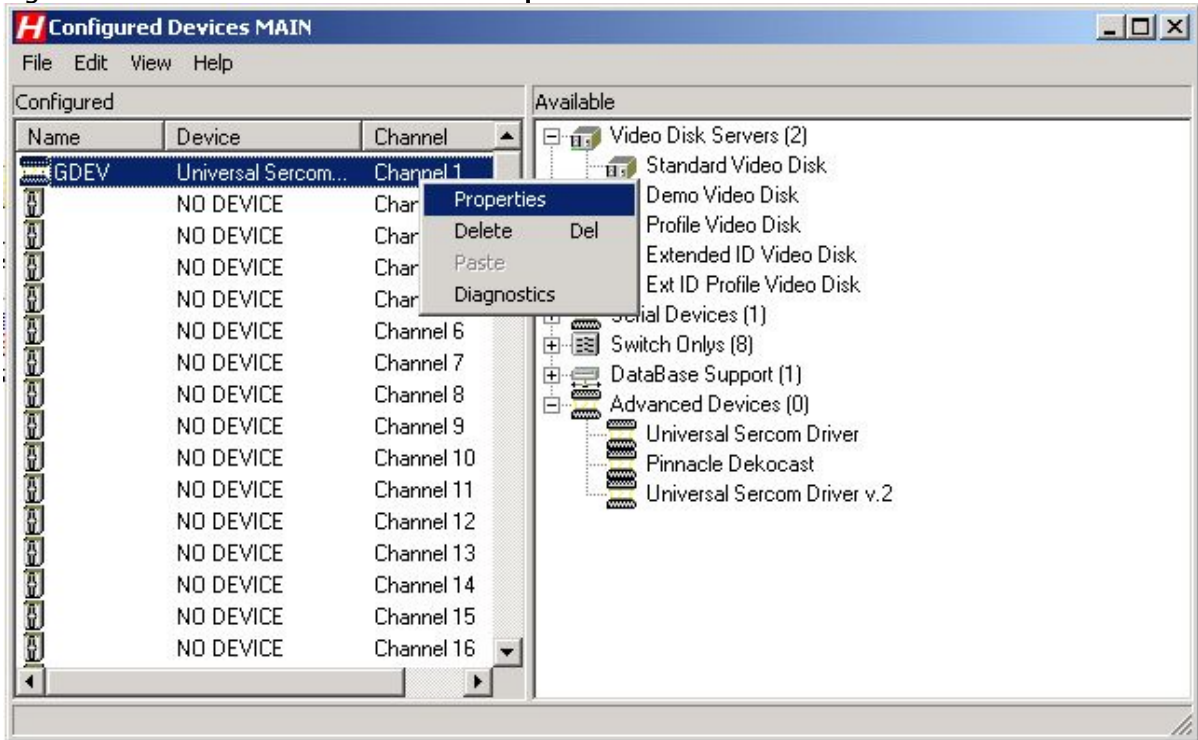 Configured Devices MAIN
File Edit View Help
Configured
Available
Name Device Channel
GDEV Universal Sercom... Channel 1
NO DEVICE Char
NO DEVICE Char
NO DEVICE Char
NO DEVICE Char
NO DEVICE Channel 6
NO DEVICE Channel 7
NO DEVICE Channel 8
NO DEVICE Channel 9
NO DEVICE Channel 10
NO DEVICE Channel 11
NO DEVICE Channel 12
NO DEVICE Channel 13
NO DEVICE Channel 14
NO DEVICE Channel 15
NO DEVICE Channel 16
Properties
Delete Del
Paste
Diagnostics
Video Disk Servers (2)
Standard Video Disk
Demo Video Disk
Profile Video Disk
Extended ID Video Disk
Ext ID Profile Video Disk
Serial Devices (1)
Switch Onlys (8)
DataBase Support (1)
Advanced Devices (0)
Universal Sercom Driver
Pinnacle Dekocast
Universal Sercom Driver v.2